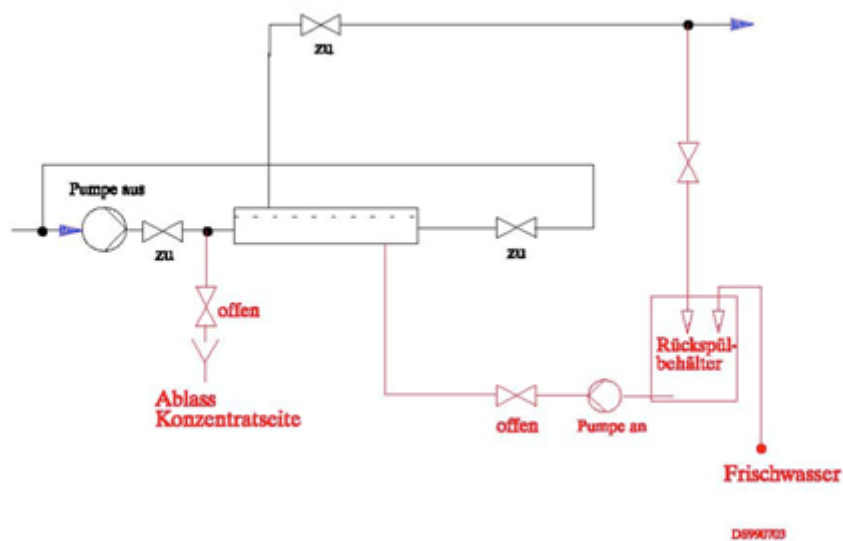 zu
Pumpe aus
zu
zu
offen
Rückspül-
behälter
Ablass
Konzentratseite
offen
Pumpe an
Frischwasser
DS990703